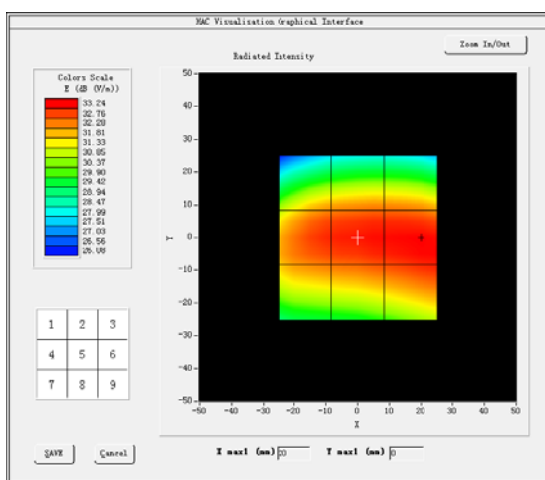 HAC Visualisation Graphical Interface
Zoom In/Out
Radiated Intensity
Colors Scale
E (dB (V/m))
33.24
32.76
32.28
31.81
31.33
30.85
30.37
29.90
29.42
28.94
28.47
27.99
27.51
27.03
26.56
26.08
50
40
30
20
10
0
-10
-20
-30
-40
-50
Y
-50 -40 -30 -20 -10 0 10 20 30 40 50
X
1 2 3
4 5 6
7 8 9
SAVE
Cancel
X max1 (mm) Y max1 (mm) 0